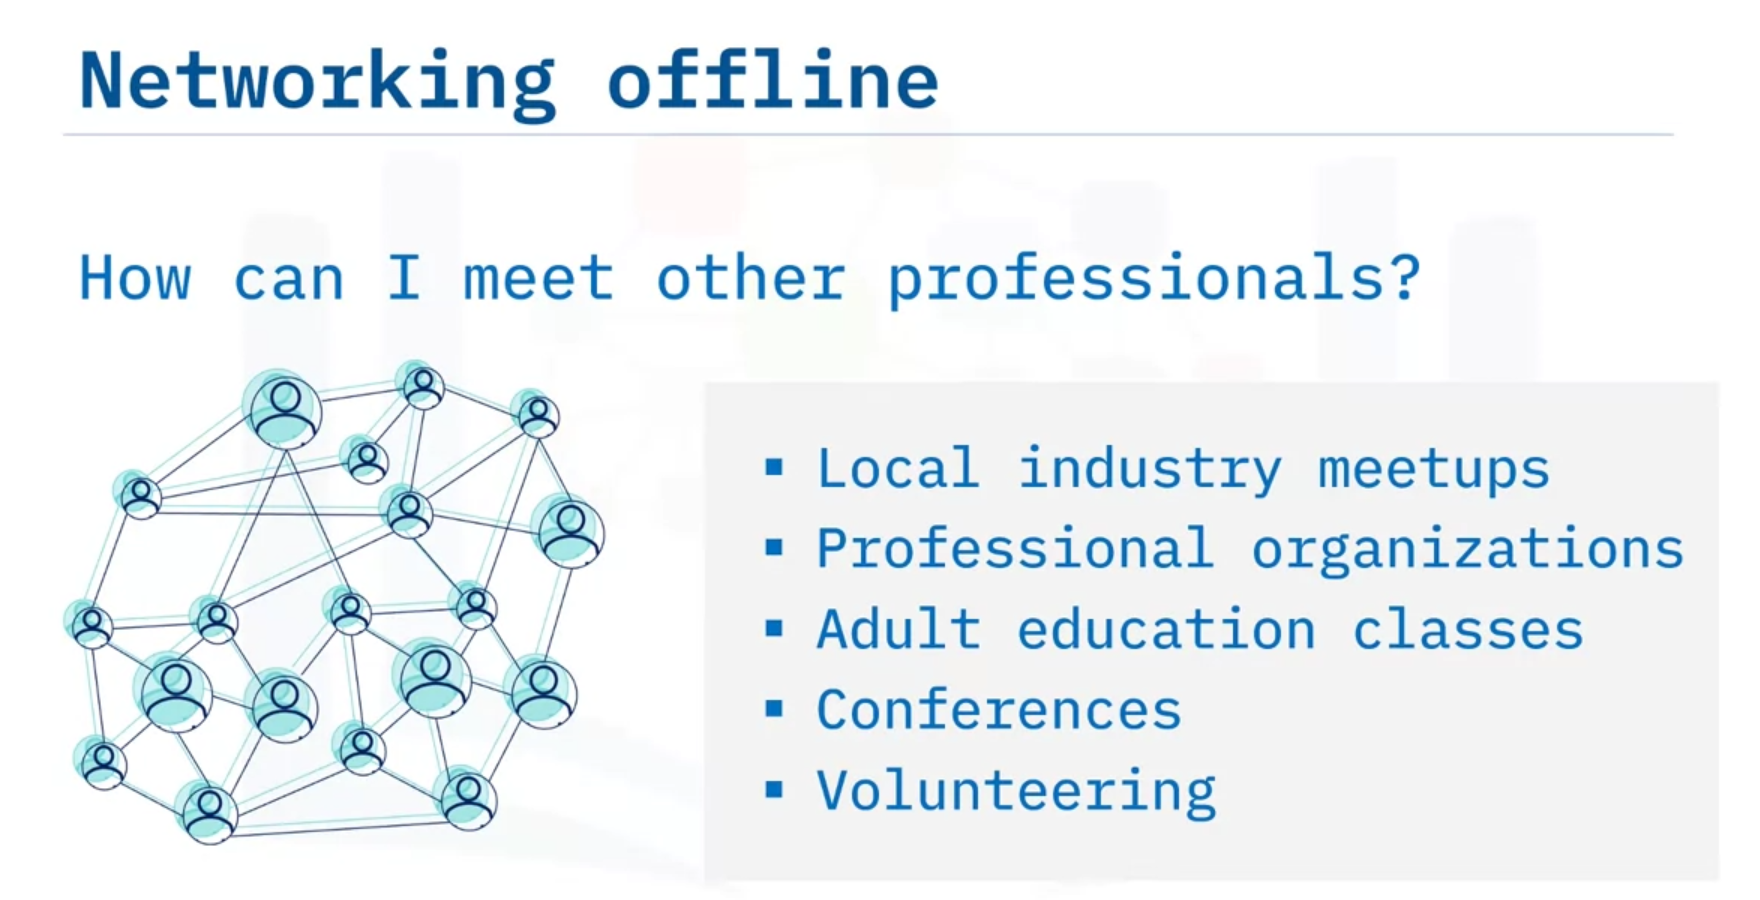 Networking offline
How can I meet other professionals?
▪ Local industry meetups
▪ Professional organizations
▪ Adult education classes
▪ Conferences
▪ Volunteering